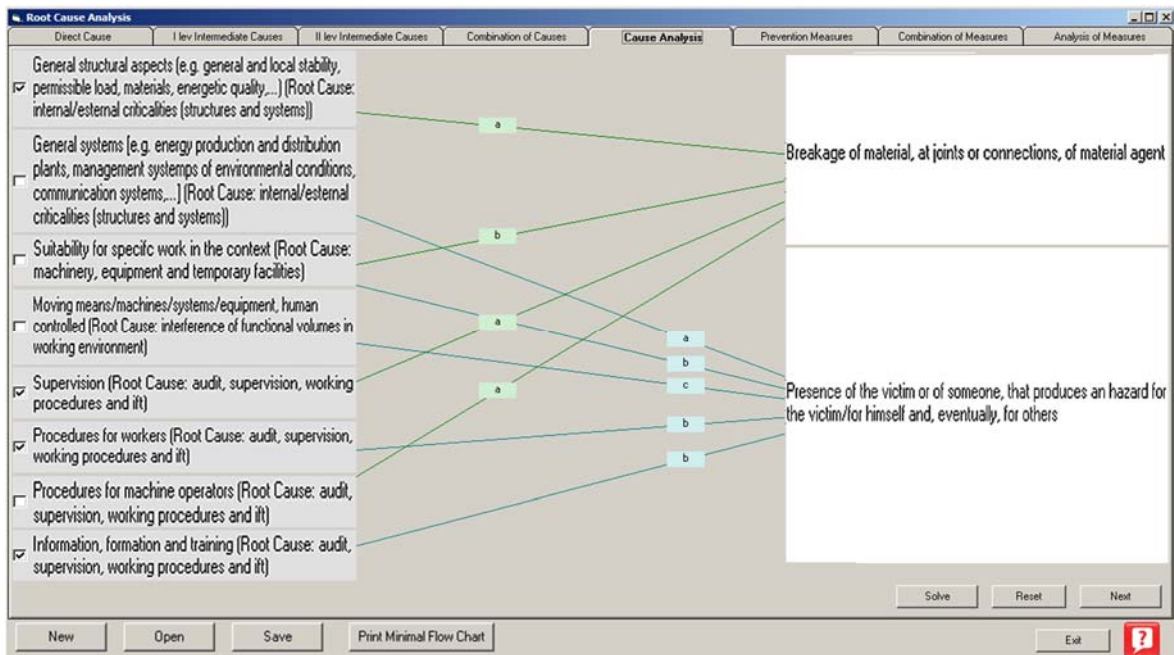 Root Cause Analysis
Direct Cause
I lev Intermediate Causes
II lev Intermediate Causes
Combination of Causes
Cause Analysis
Prevention Measures
Combination of Measures
Analysis of Measures
General structural aspects (e.g. general and local stability,
permissible load, materials, energetic quality,...) (Root Cause:
internal/esternal criticalities (structures and systems))
General systems [e.g. energy production and distribution
plants, management systemps of environmental conditions,
communication systems,...] (Root Cause: internal/esternal
criticalities (structures and systems))
Suitability for specifc work in the context (Root Cause:
machinery, equipment and temporary facilities)
Moving means/machines/systems/equipment, human
controlled (Root Cause: interference of functional volumes in
working environment)
Supervision (Root Cause: audit, supervision, working
procedures and ift)
Procedures for workers (Root Cause: audit, supervision,
working procedures and ift)
Procedures for machine operators (Root Cause: audit,
supervision, working procedures and ift)
Information, formation and training (Root Cause: audit,
supervision, working procedures and ift)
a
b
a
a
a
b
c
b
b
Breakage of material, at joints or connections, of material agent
Presence of the victim or of someone, that produces an hazard for
the victim/for himself and, eventually, for others
Solve
Reset
Next
New
Open
Save
Print Minimal Flow Chart
Exit
?